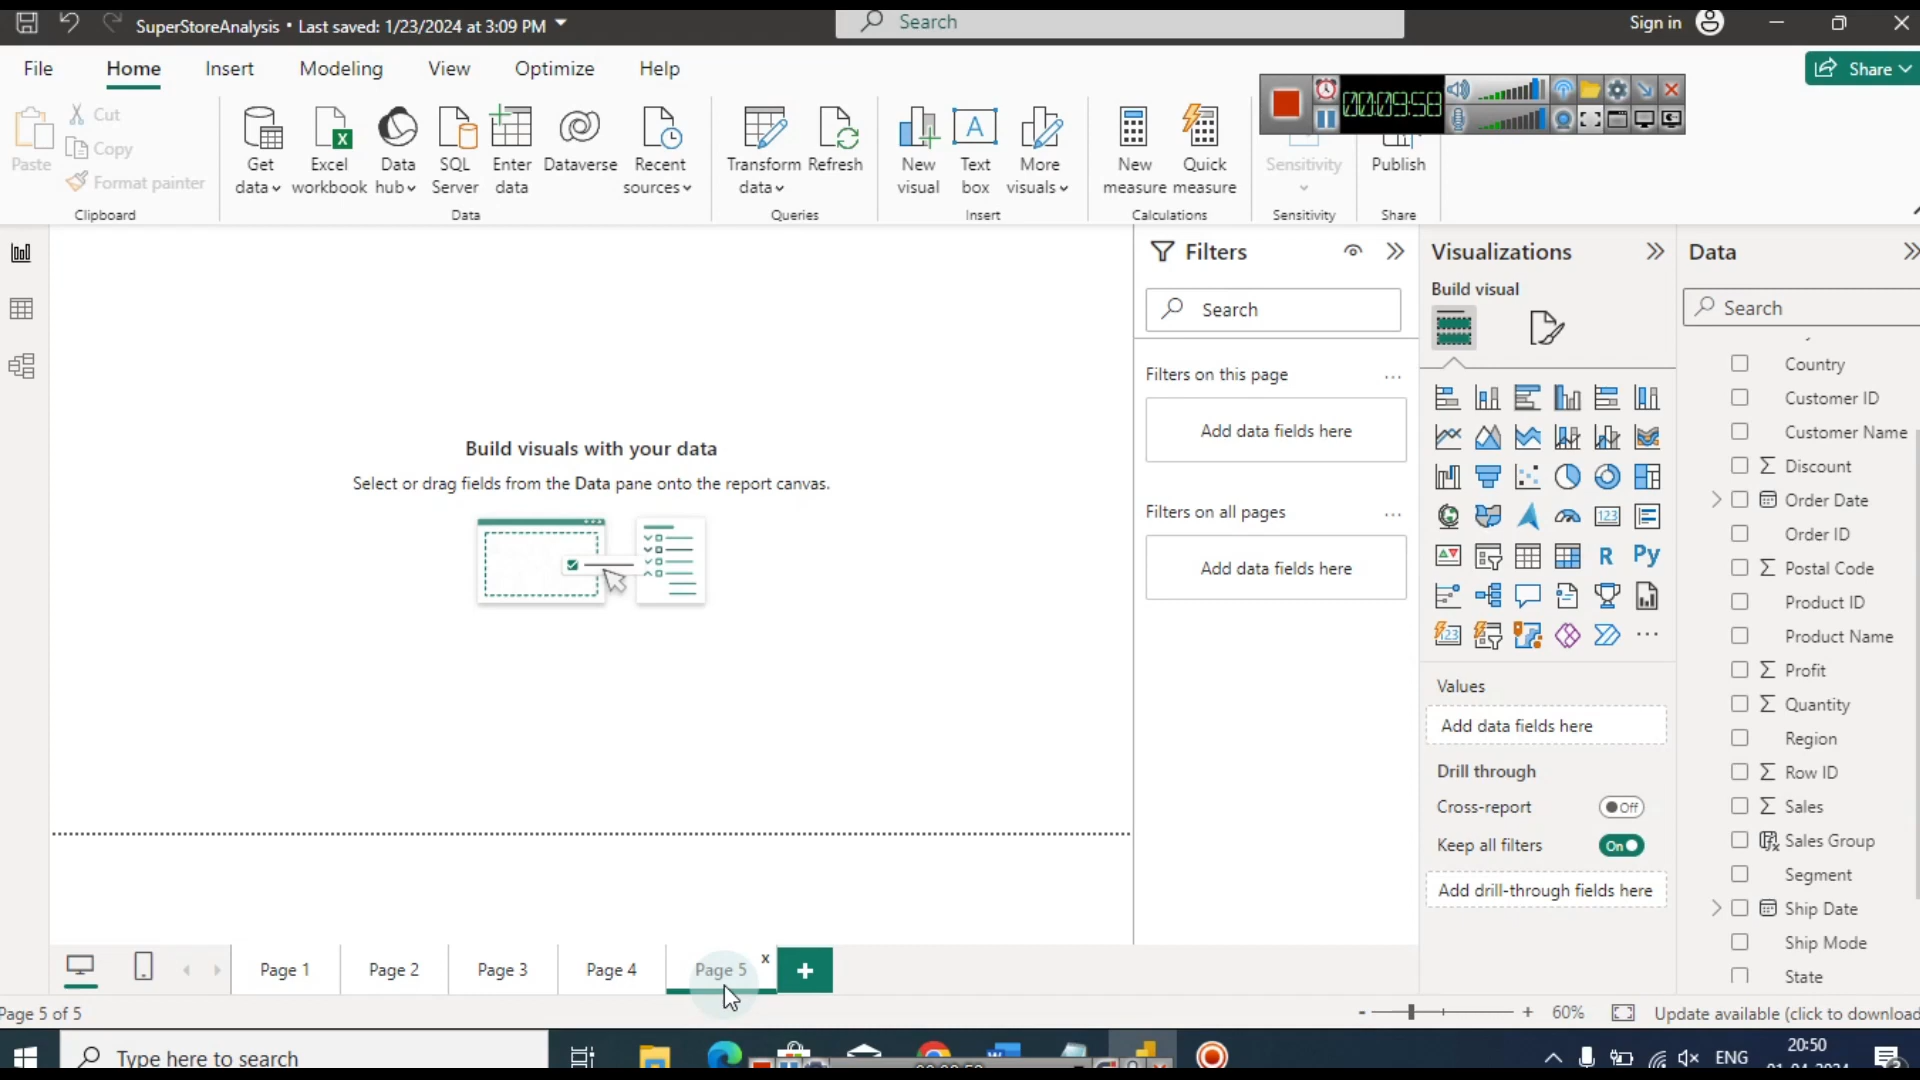 SuperStoreAnalysis • Last saved: 1/23/2024 at 3:09 PM
Search
Sign in
File
Home
Insert
Modeling
View
Optimize
Help
Share
00:09:58
Paste
Cut
Copy
Format painter
Clipboard
Get data
Excel workbook
Data hub
SQL Server
Enter data
Dataverse
Recent sources
Data
Transform data
Refresh
Queries
New visual
Text box
More visuals
Insert
New measure
Quick measure
Calculations
Sensitivity
Sensitivity
Publish
Share
Build visuals with your data
Select or drag fields from the Data pane onto the report canvas.
Filters
Search
Filters on this page
Add data fields here
Filters on all pages
Add data fields here
Visualizations
Build visual
123
R
Py
123
Values
Add data fields here
Drill through
Cross-report
Off
Keep all filters
On
Add drill-through fields here
Data
Search
Country
Customer ID
Customer Name
Discount
Order Date
Order ID
Postal Code
Product ID
Product Name
Profit
Quantity
Region
Row ID
Sales
Sales Group
Segment
Ship Date
Ship Mode
State
Page 1
Page 2
Page 3
Page 4
Page 5
Page 5 of 5
60%
Update available (click to download
Type here to search
ENG
20:50